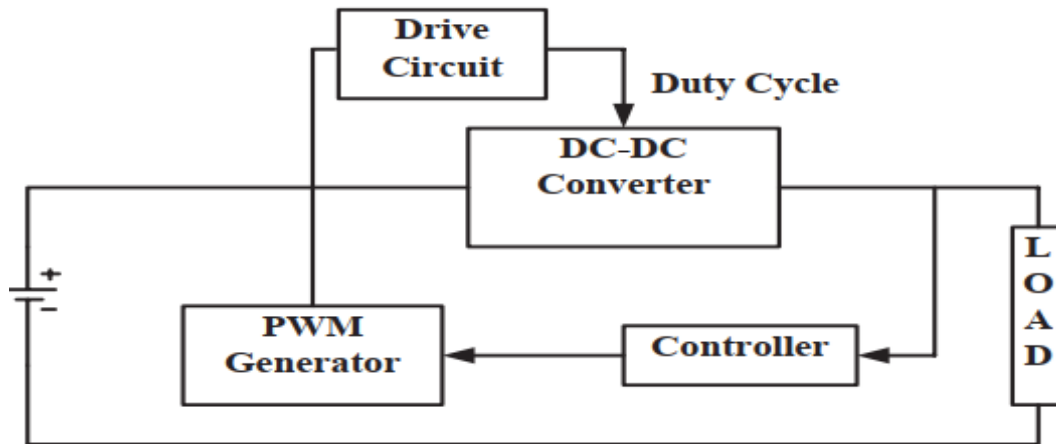 Drive
Circuit
Duty Cycle
DC-DC
Converter
+
-
L
O
A
D
PWM
Generator
Controller